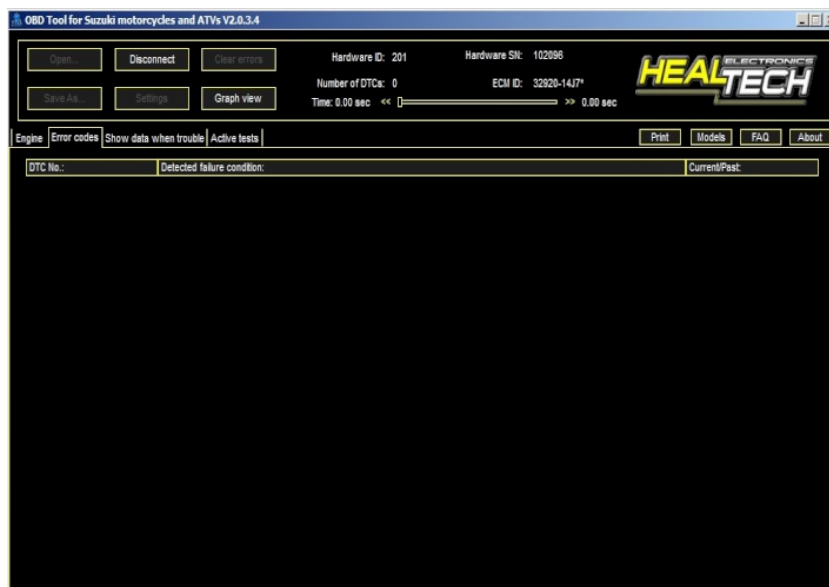 OBD Tool for Suzuki motorcycles and ATVs V2.0.3.4
Open... Disconnect Clear errors Hardware ID: 201 Hardware SN: 102096
Number of DTCs: 0 ECM ID: 32920-14J7*
Save As... Settings Graph view Time: 0.00 sec << >> 0.00 sec
HEALTECH ELECTRONICS
Engine Error codes Show data when trouble Active tests Print Models FAQ About
DTC No.: Detected failure condition: Current/Past: